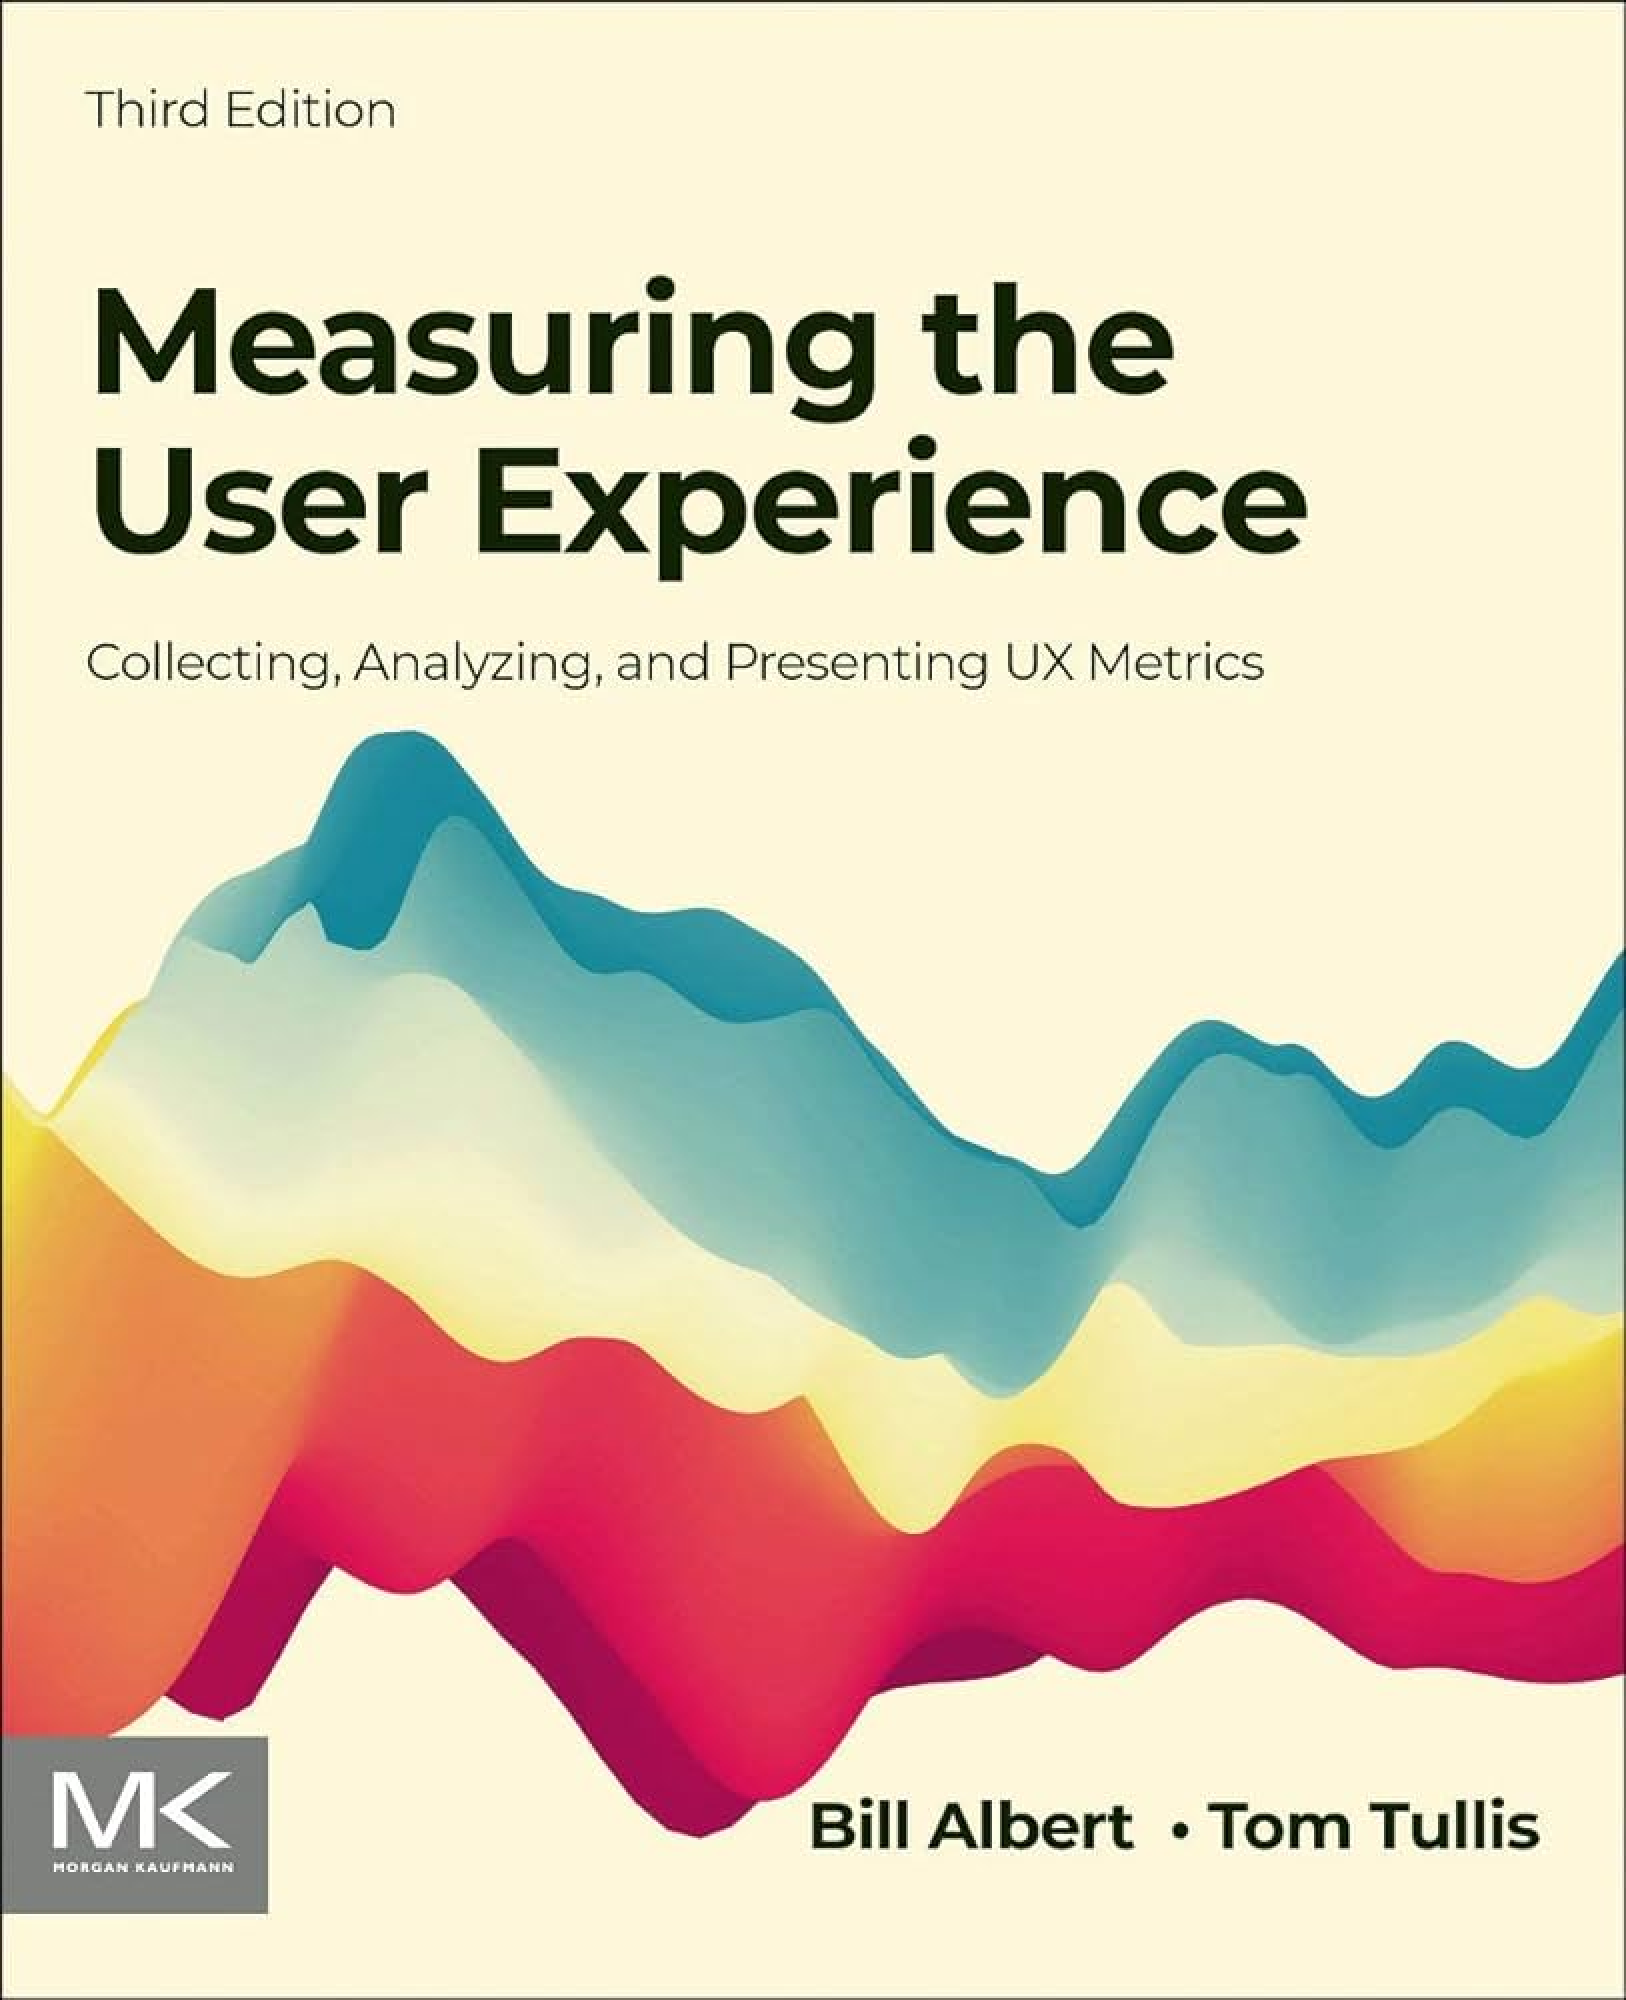 Third Edition
Measuring the
User Experience
Collecting, Analyzing, and Presenting UX Metrics
MK
MORGAN KAUFMANN
Bill Albert • Tom Tullis